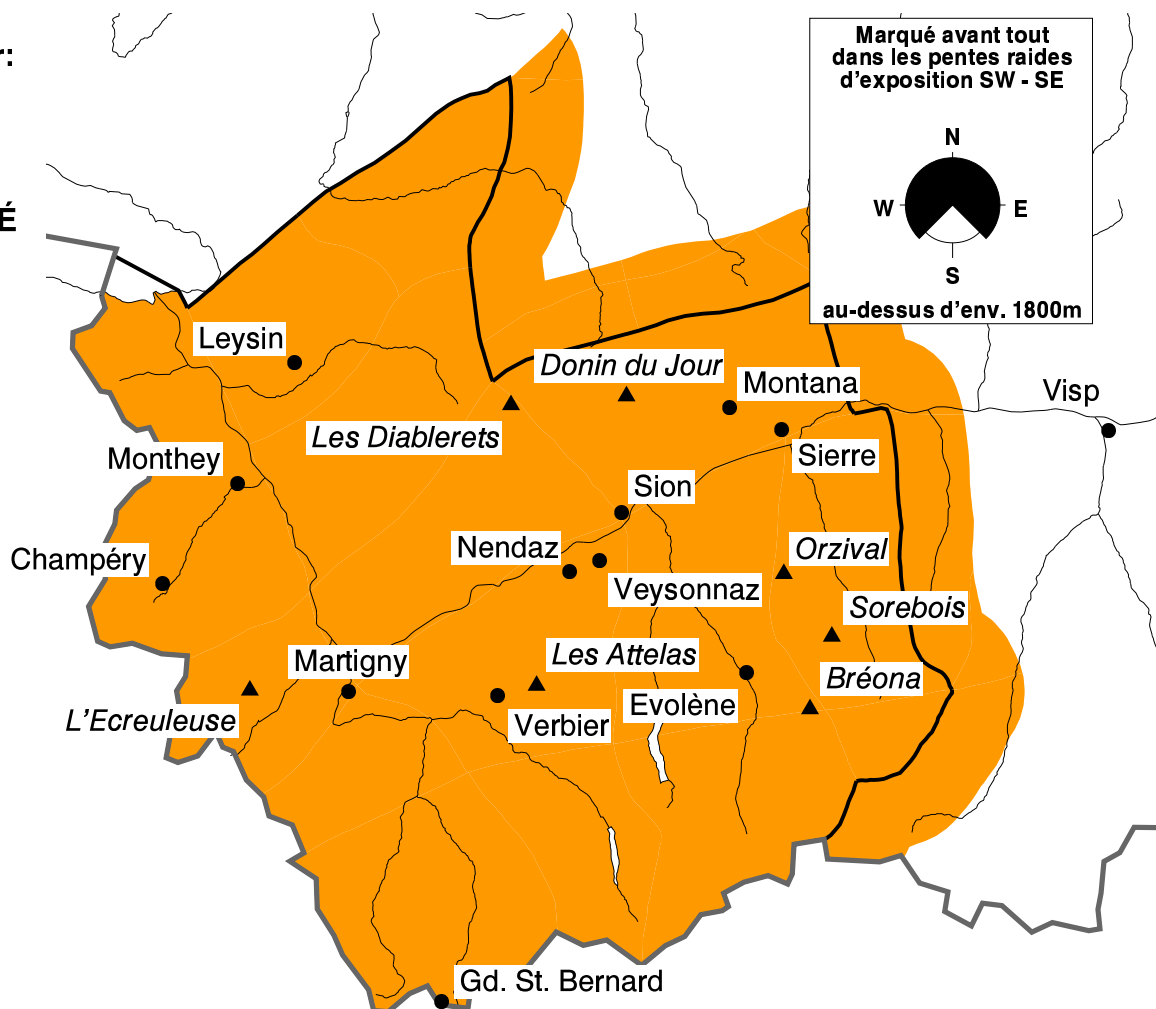 r:
É
Marqué avant tout
dans les pentes raides
d'exposition SW - SE
N
W
E
S
au-dessus d'env. 1800m
Leysin
Donin du Jour
Montana
Visp
Les Diablerets
Sierre
Monthey
Sion
Champéry
Nendaz
Orzival
Veysonnaz
Sorebois
Martigny
Les Attelas
Bréona
L'Ecreuleuse
Verbier
Evolène
Gd. St. Bernard